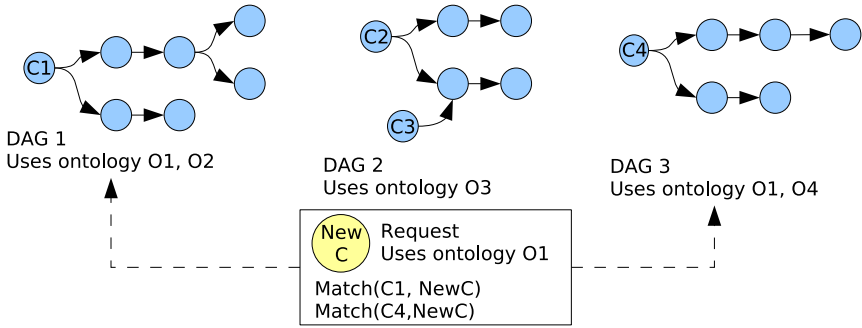 C1
C2
C3
C4
DAG 1
Uses ontology O1, O2
DAG 2
Uses ontology O3
DAG 3
Uses ontology O1, O4
New
C
Request
Uses ontology O1
Match(C1, NewC)
Match(C4,NewC)